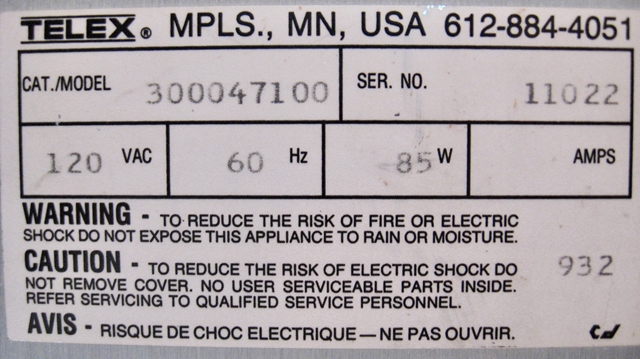 TELEX® MPLS., MN, USA 612-884-4051
CAT./MODEL 300047100 SER. NO. 11022
120 VAC 60 Hz 85 W AMPS
WARNING - TO REDUCE THE RISK OF FIRE OR ELECTRIC
SHOCK DO NOT EXPOSE THIS APPLIANCE TO RAIN OR MOISTURE.
CAUTION - TO REDUCE THE RISK OF ELECTRIC SHOCK DO
NOT REMOVE COVER. NO USER SERVICEABLE PARTS INSIDE.
REFER SERVICING TO QUALIFIED SERVICE PERSONNEL.
932
AVIS - RISQUE DE CHOC ELECTRIQUE — NE PAS OUVRIR.